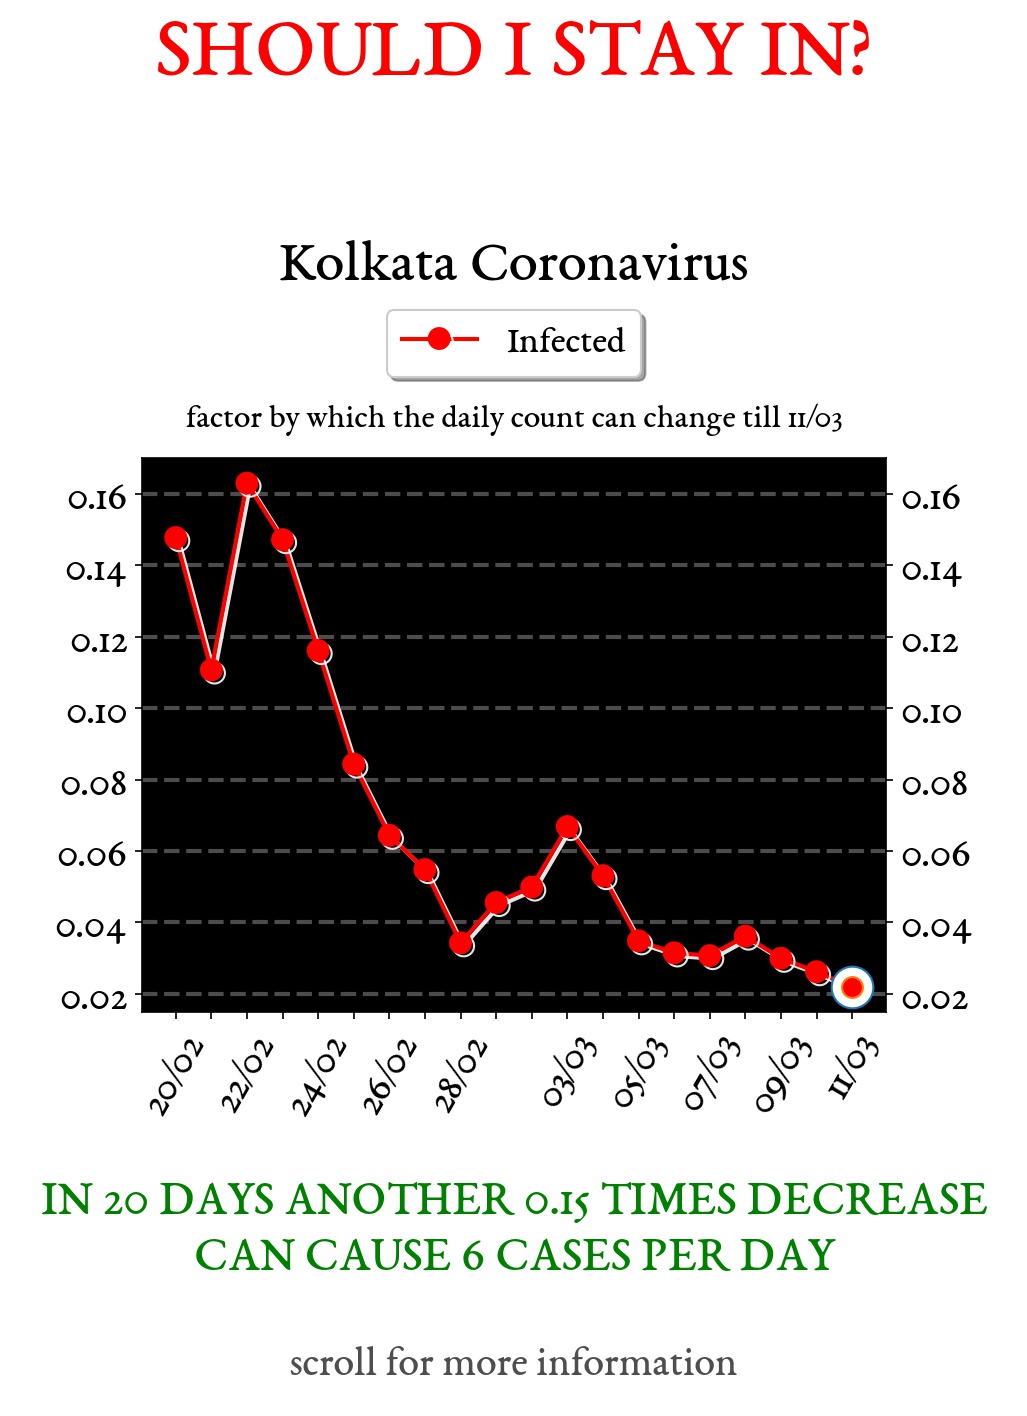 SHOULD I STAY IN?
Kolkata Coronavirus
Infected
factor by which the daily count can change till 11/03
0.16 0.16
0.14 0.14
0.12 0.12
0.10 0.10
0.08 0.08
0.06 0.06
0.04 0.04
0.02 0.02
20/02 22/02 24/02 26/02 28/02 03/03 05/03 07/03 09/03 11/03
IN 20 DAYS ANOTHER 0.15 TIMES DECREASE
CAN CAUSE 6 CASES PER DAY
scroll for more information